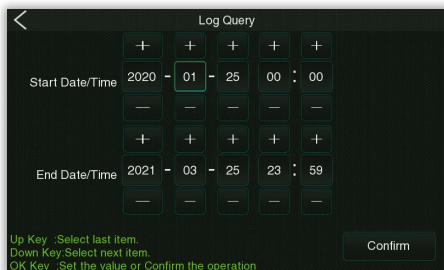 Log Query
+ + + + +
Start Date/Time 2020 - 01 - 25 00 : 00
— — — — —
+ + + + +
End Date/Time 2021 - 03 - 25 23 : 59
— — — — —
Up Key :Select last item.
Down Key:Select next item.
OK Key :Set the value or Confirm the operation
Confirm